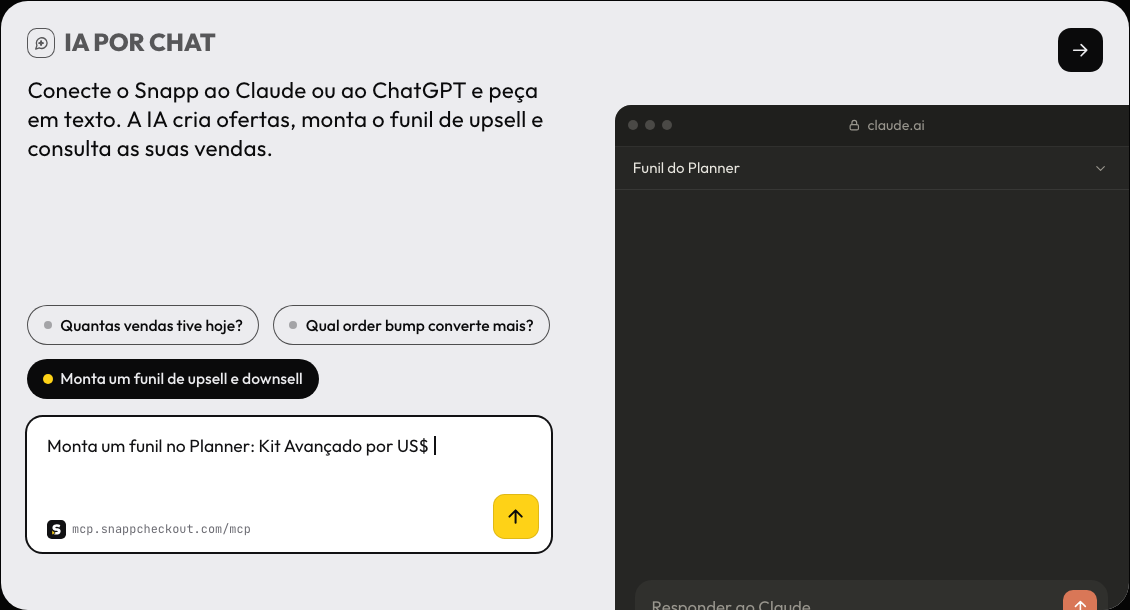 IA POR CHAT
Conecte o Snapp ao Claude ou ao ChatGPT e peça
em texto. A IA cria ofertas, monta o funil de upsell e
consulta as suas vendas.
Quantas vendas tive hoje?
Qual order bump converte mais?
Monta um funil de upsell e downsell
Monta um funil no Planner: Kit Avançado por US$
S
mcp.snappcheckout.com/mcp
claude.ai
Funil do Planner
Responder ao Claude